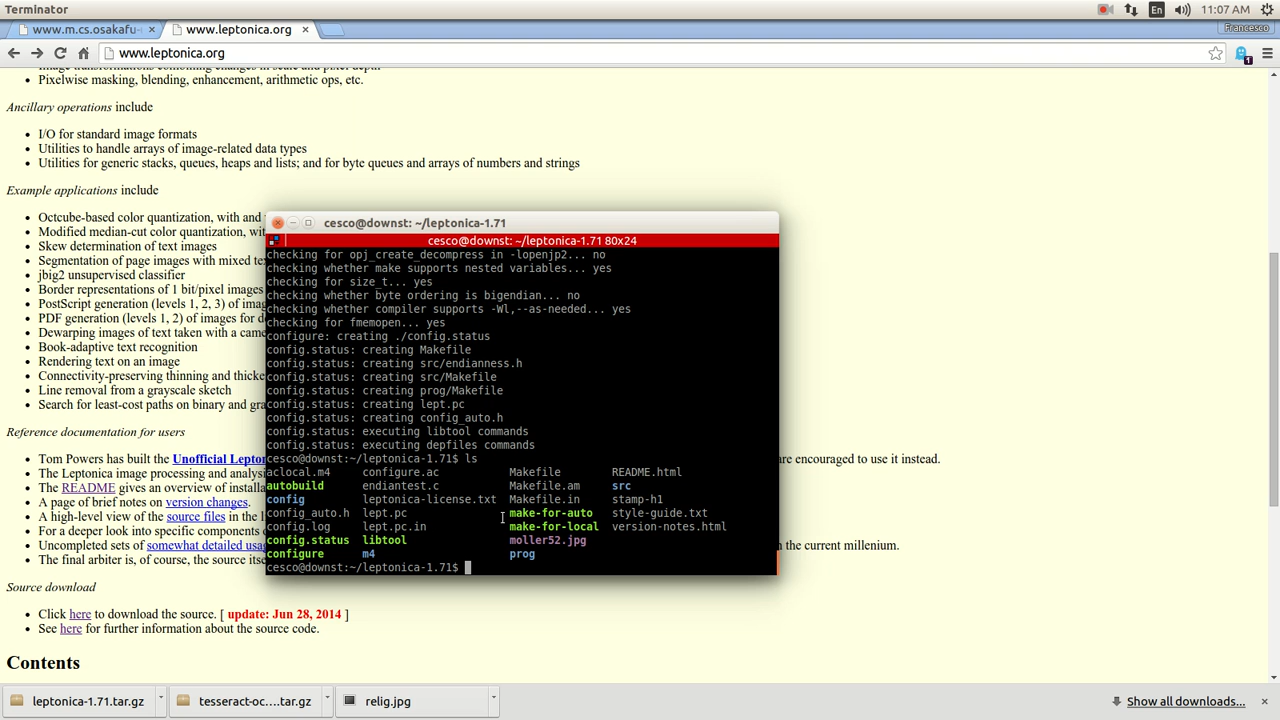 Terminator
En
11:07 AM
www.m.cs.osakafu-
www.leptonica.org
Francesco
www.leptonica.org
1
Image transformations combining changes in scale and pixel depth
Pixelwise masking, blending, enhancement, arithmetic ops, etc.
Ancillary operations include
I/O for standard image formats
Utilities to handle arrays of image-related data types
Utilities for generic stacks, queues, heaps and lists; and for byte queues and arrays of numbers and strings
Example applications include
Octcube-based color quantization, with and
Modified median-cut color quantization, wi
Skew determination of text images
Segmentation of page images with mixed te
jbig2 unsupervised classifier
Border representations of 1 bit/pixel images
PostScript generation (levels 1, 2, 3) of imag
PDF generation (levels 1, 2) of images for de
Dewarping images of text taken with a came
Book-adaptive text recognition
Rendering text on an image
Connectivity-preserving thinning and thicke
Line removal from a grayscale sketch
Search for least-cost paths on binary and gra
Reference documentation for users
Tom Powers has built the Unofficial Lepton
are encouraged to use it instead.
The Leptonica image processing and analysi
The README gives an overview of installa
A page of brief notes on version changes.
A high-level view of the source files in the l
For a deeper look into specific components o
Uncompleted sets of somewhat detailed usag
n the current millenium.
The final arbiter is, of course, the source itse
Source download
Click here to download the source. [ update: Jun 28, 2014 ]
See here for further information about the source code.
Contents
cesco@downst: ~/leptonica-1.71
cesco@downst: ~/leptonica-1.71 80x24
checking for opj_create_decompress in -lopenjp2... no
checking whether make supports nested variables... yes
checking for size_t... yes
checking whether byte ordering is bigendian... no
checking whether compiler supports -Wl,--as-needed... yes
checking for fmemopen... yes
configure: creating ./config.status
config.status: creating Makefile
config.status: creating src/endianness.h
config.status: creating src/Makefile
config.status: creating prog/Makefile
config.status: creating lept.pc
config.status: creating config_auto.h
config.status: executing libtool commands
config.status: executing depfiles commands
cesco@downst:~/leptonica-1.71$ ls
aclocal.m4 configure.ac Makefile README.html
autobuild endiantest.c Makefile.am src
config leptonica-license.txt Makefile.in stamp-h1
config_auto.h lept.pc make-for-auto style-guide.txt
config.log lept.pc.in make-for-local version-notes.html
config.status libtool moller52.jpg
configure m4 prog
cesco@downst:~/leptonica-1.71$
leptonica-1.71.tar.gz
tesseract-oc....tar.gz
relig.jpg
Show all downloads...